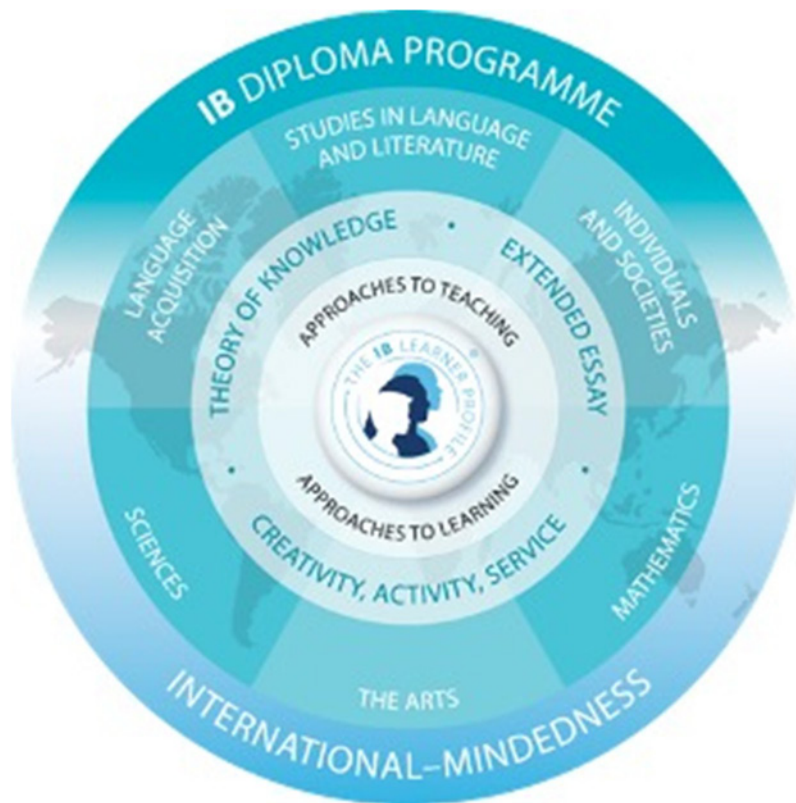 IB DIPLOMA PROGRAMME
STUDIES IN LANGUAGE
AND LITERATURE
LANGUAGE
ACQUISITION
INDIVIDUALS
AND SOCIETIES
THEORY OF KNOWLEDGE
·
EXTENDED ESSAY
APPROACHES TO TEACHING
THE IB LEARNER PROFILE
®
APPROACHES TO LEARNING
·
·
CREATIVITY, ACTIVITY, SERVICE
SCIENCES
MATHEMATICS
THE ARTS
INTERNATIONAL–MINDEDNESS